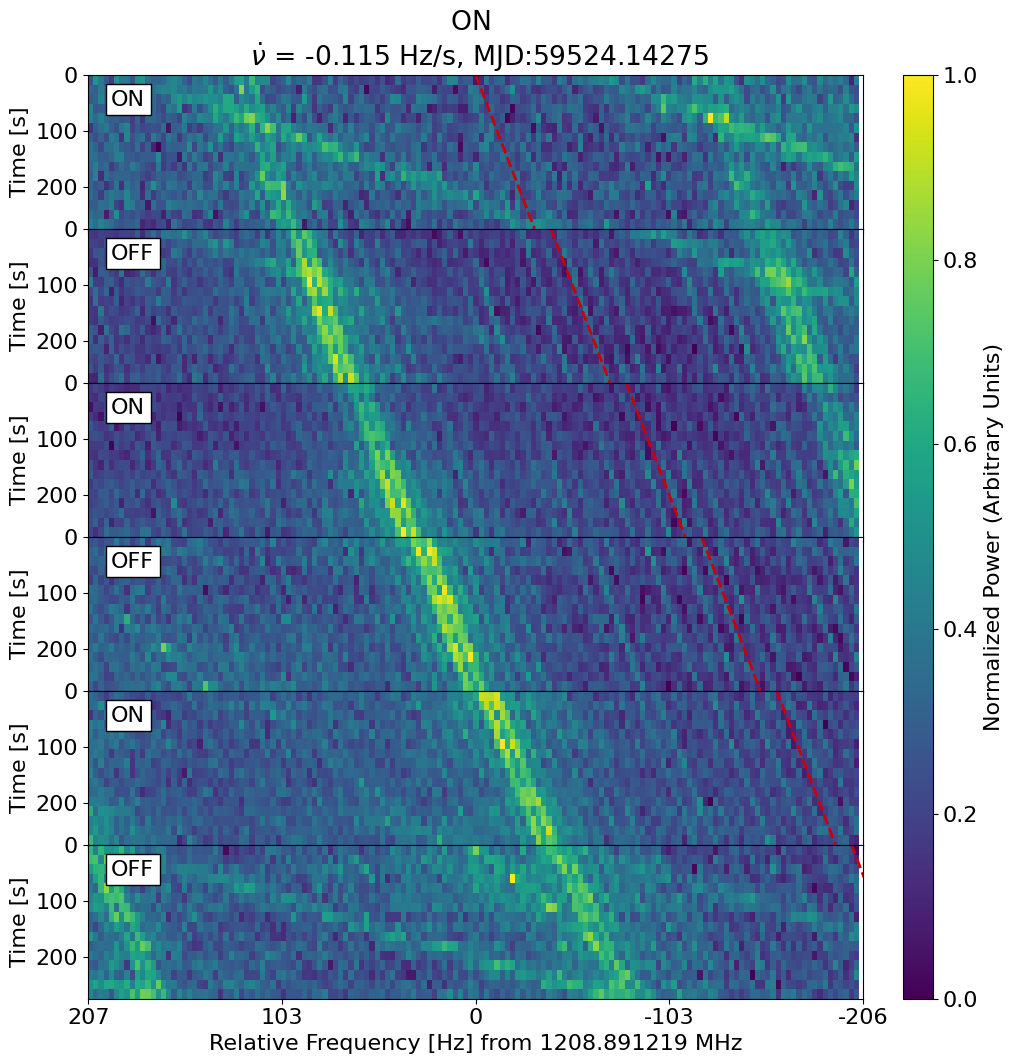 ON
ν̇ = -0.115 Hz/s, MJD:59524.14275
0
ON
100
Time [s]
200
0
OFF
100
Time [s]
200
0
ON
100
Time [s]
200
0
OFF
100
Time [s]
200
0
ON
100
Time [s]
200
0
OFF
100
Time [s]
200
207 103 0 -103 -206
Relative Frequency [Hz] from 1208.891219 MHz
1.0
0.8
0.6
0.4
0.2
0.0
Normalized Power (Arbitrary Units)